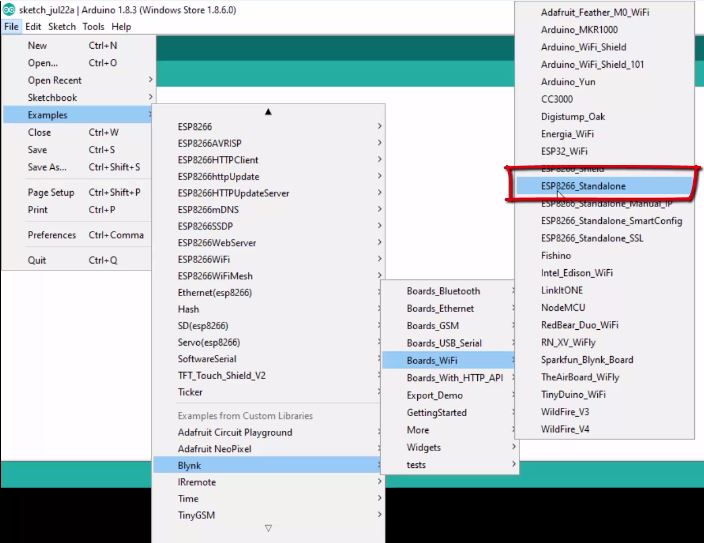 sketch_jul22a | Arduino 1.8.3 (Windows Store 1.8.6.0)
File Edit Sketch Tools Help
New Ctrl+N
Open... Ctrl+O
Open Recent
Sketchbook
Examples
Close Ctrl+W
Save Ctrl+S
Save As... Ctrl+Shift+S
Page Setup Ctrl+Shift+P
Print Ctrl+P
Preferences Ctrl+Comma
Quit Ctrl+Q
ESP8266
ESP8266AVRISP
ESP8266HTTPClient
ESP8266httpUpdate
ESP8266HTTPUpdateServer
ESP8266mDNS
ESP8266SSDP
ESP8266WebServer
ESP8266WiFi
ESP8266WiFiMesh
Ethernet(esp8266)
Hash
SD(esp8266)
Servo(esp8266)
SoftwareSerial
TFT_Touch_Shield_V2
Ticker
Examples from Custom Libraries
Adafruit Circuit Playground
Adafruit NeoPixel
Blynk
IRremote
Time
TinyGSM
Boards_Bluetooth
Boards_Ethernet
Boards_GSM
Boards_USB_Serial
Boards_WiFi
Boards_With_HTTP_API
Export_Demo
GettingStarted
More
Widgets
tests
Adafruit_Feather_M0_WiFi
Arduino_MKR1000
Arduino_WiFi_Shield
Arduino_WiFi_Shield_101
Arduino_Yun
CC3000
Digistump_Oak
Energia_WiFi
ESP32_WiFi
ESP8266_Shield
ESP8266_Standalone
ESP8266_Standalone_Manual_IP
ESP8266_Standalone_SmartConfig
ESP8266_Standalone_SSL
Fishino
Intel_Edison_WiFi
LinkItONE
NodeMCU
RedBear_Duo_WiFi
RN_XV_WiFly
Sparkfun_Blynk_Board
TheAirBoard_WiFly
TinyDuino_WiFi
WildFire_V3
WildFire_V4